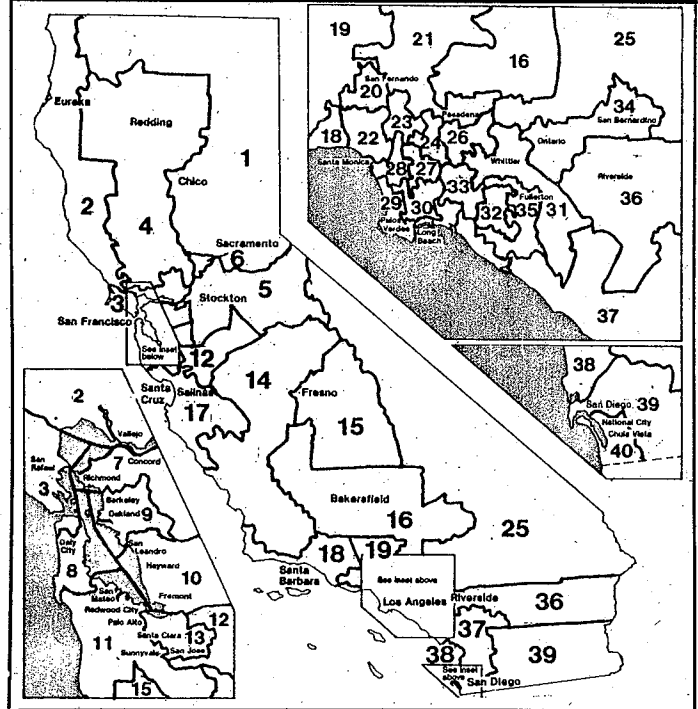 19
21
16
25
San Fernando
20
34
San Bernardino
Pasadena
23
18
22
24
26
Ontario
Santa Monica
Whittier
Riverside
28
27
33
36
29
30
Fullerton
32
35
31
Palos
Verdes
Long
Beach
37
38
39
San Diego
National City
Chula Vista
40
Eureka
Redding
1
Chico
2
4
Sacramento
6
3
5
Stockton
San Francisco
See inset
below
12
Santa
Cruz
Salinas
17
14
Fresno
15
Bakersfield
16
25
18
19
Santa
Barbara
See inset above
Los Angeles
Riverside
36
37
38
39
See inset
above
San Diego
2
Vallejo
7
Concord
San
Rafael
Richmond
3
Berkeley
Oakland
9
Daly
City
San
Leandro
8
Hayward
10
San
Mateo
Fremont
Redwood City
12
Palo Alto
Santa Clara
13
11
Sunnyvale
San Jose
15